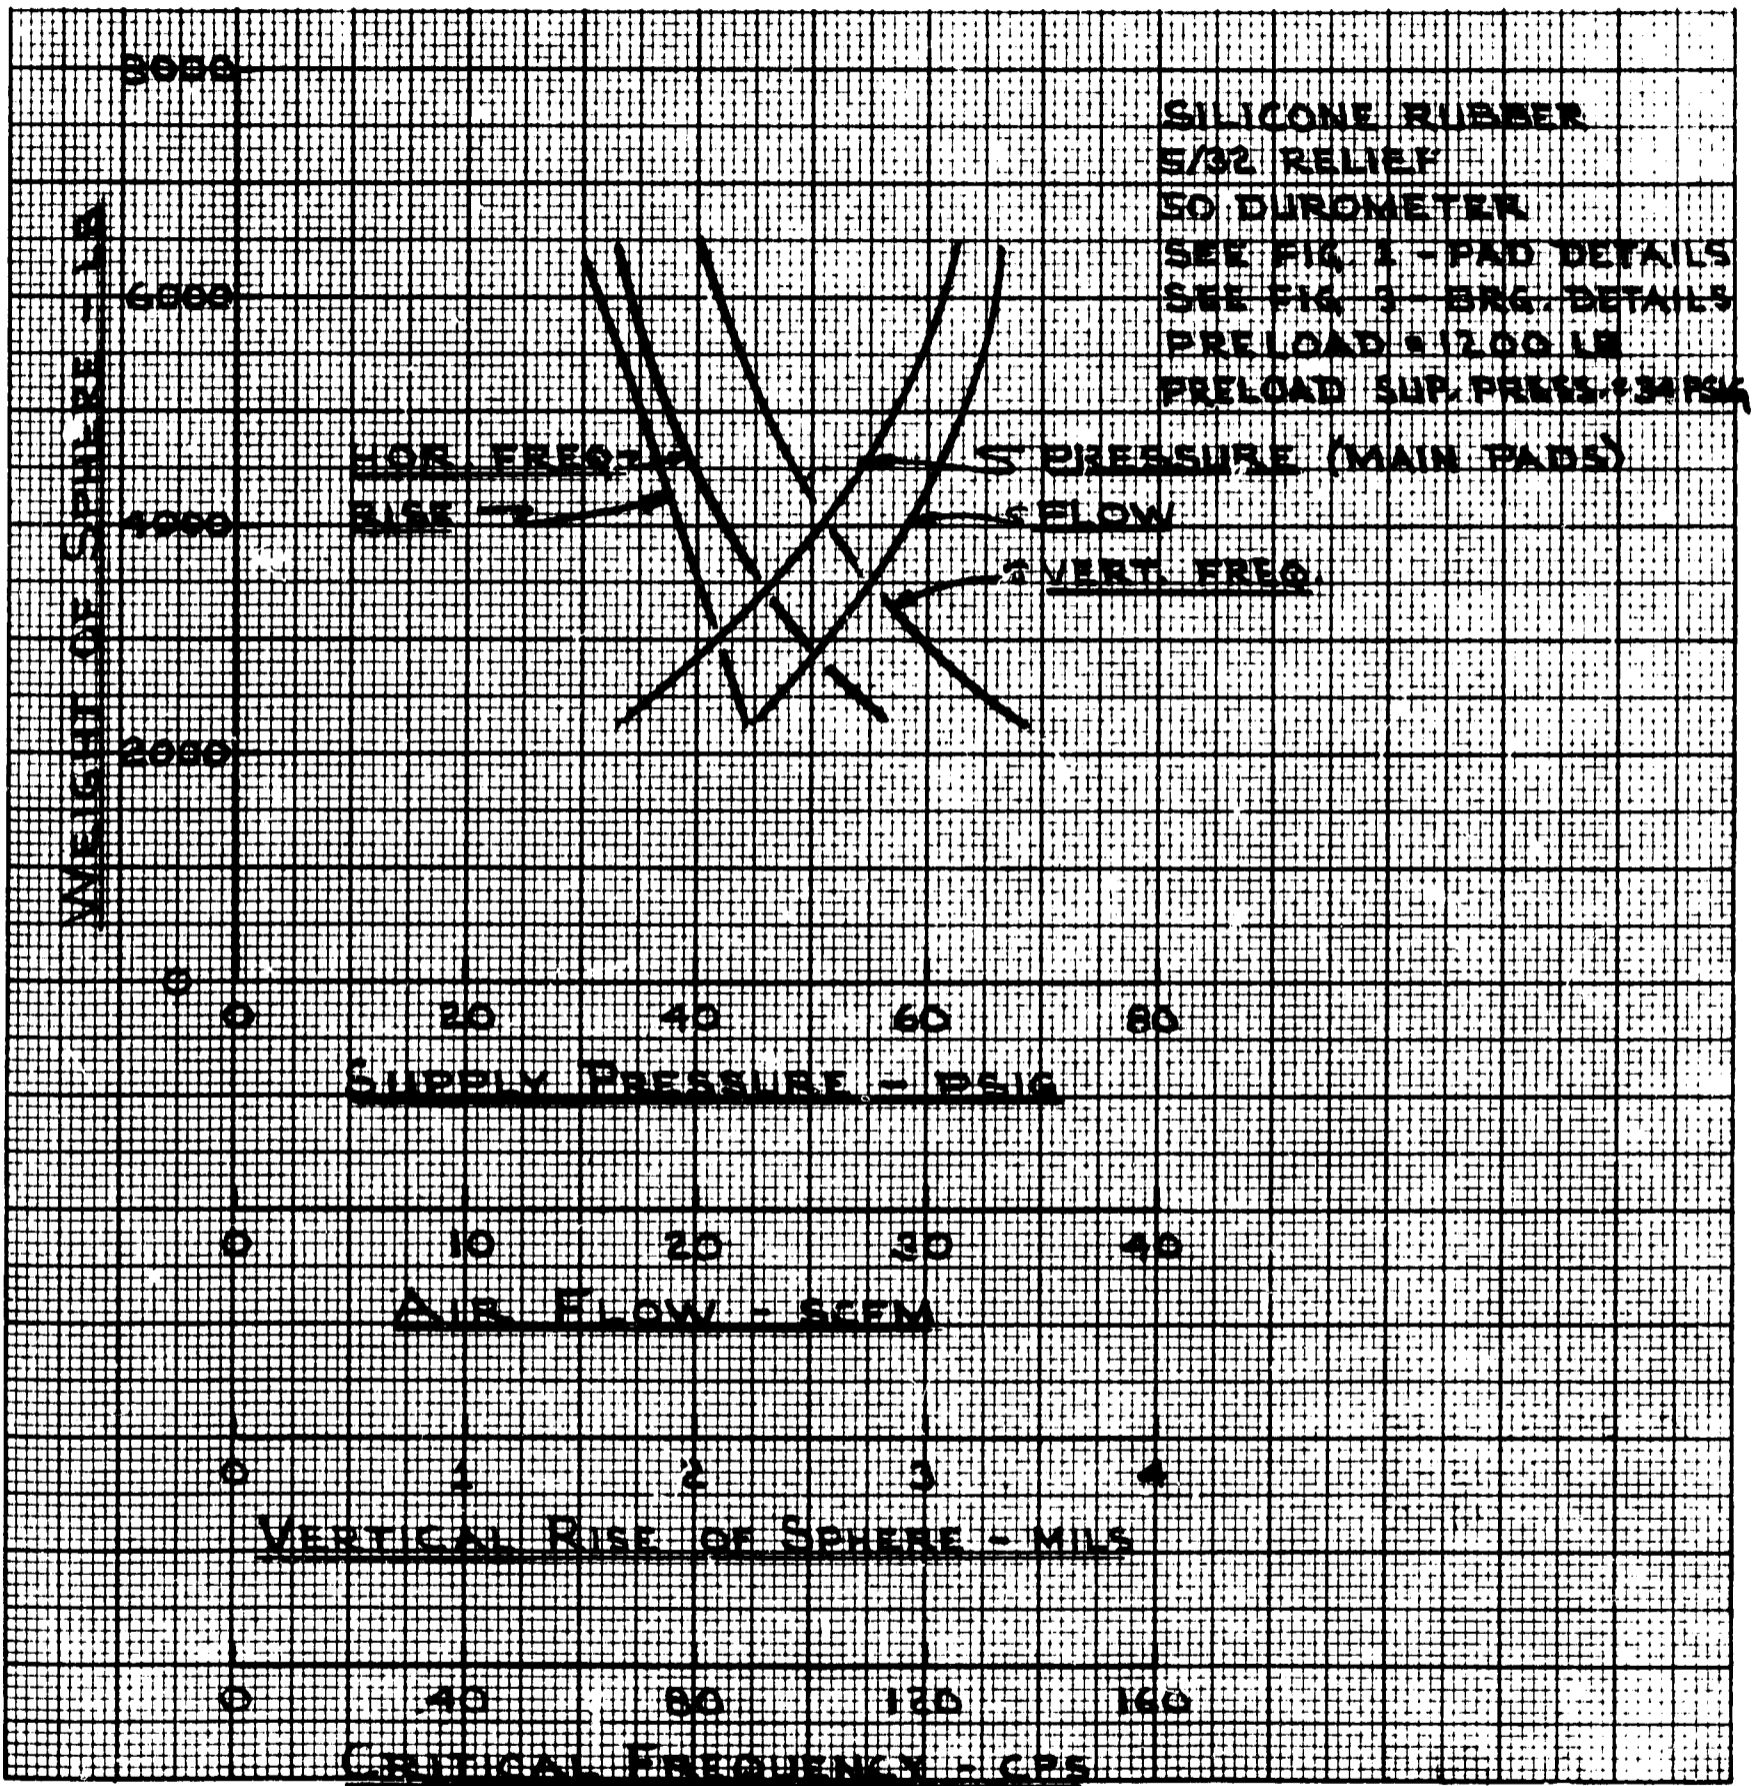 8000
SILICONE RUBBER
5/32 RELIEF
50 DUROMETER
SEE FIG. 1 - PAD DETAILS
6000
SEE FIG 3 - BRG. DETAILS
PRELOAD = 1200 LB
PRELOAD SUP. PRESS. = 30 PSIG
WEIGHT OF SPHERE - LB
HOR. FREQ.
PRESSURE (MAIN PADS)
4000
RISE
FLOW
VERT. FREQ.
2000
0
0 20 40 60 80
SUPPLY PRESSURE - PSIG
0 10 20 30 40
AIR FLOW - SCFM
0 1 2 3 4
VERTICAL RISE OF SPHERE - MILS
0 40 80 120 160
CRITICAL FREQUENCY - CPS